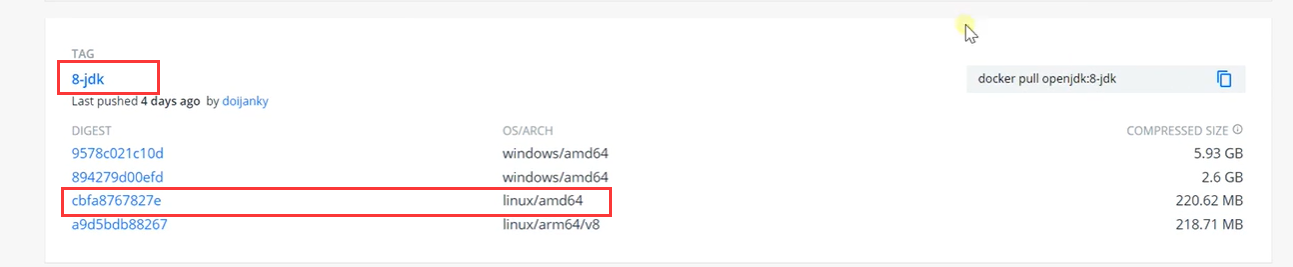 TAG
8-jdk
docker pull openjdk:8-jdk
Last pushed 4 days ago by doijanky
DIGEST OS/ARCH COMPRESSED SIZE
9578c021c10d windows/amd64 5.93 GB
894279d00efd windows/amd64 2.6 GB
cbfa8767827e linux/amd64 220.62 MB
a9d5bdb88267 linux/arm64/v8 218.71 MB